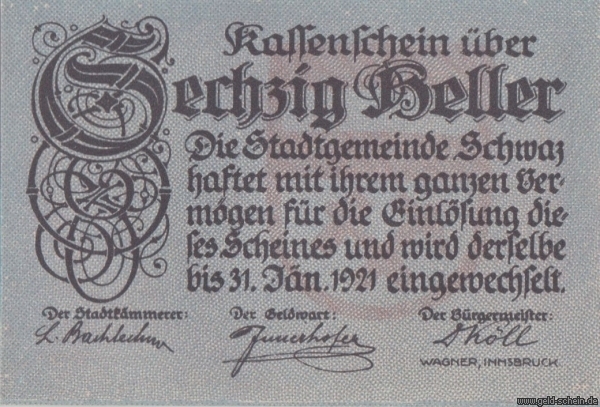 Kassenschein über
Sechzig Heller
Die Stadtgemeinde Schwaz
haftet mit ihrem ganzen Ver-
mögen für die Einlösung die-
ses Scheines und wird derselbe
bis 31. Jän. 1921 eingewechselt.
Der Stadtkämmerer: Der Geldwart: Der Bürgermeister:
WAGNER, INNSBRUCK
www.geld-schein.de